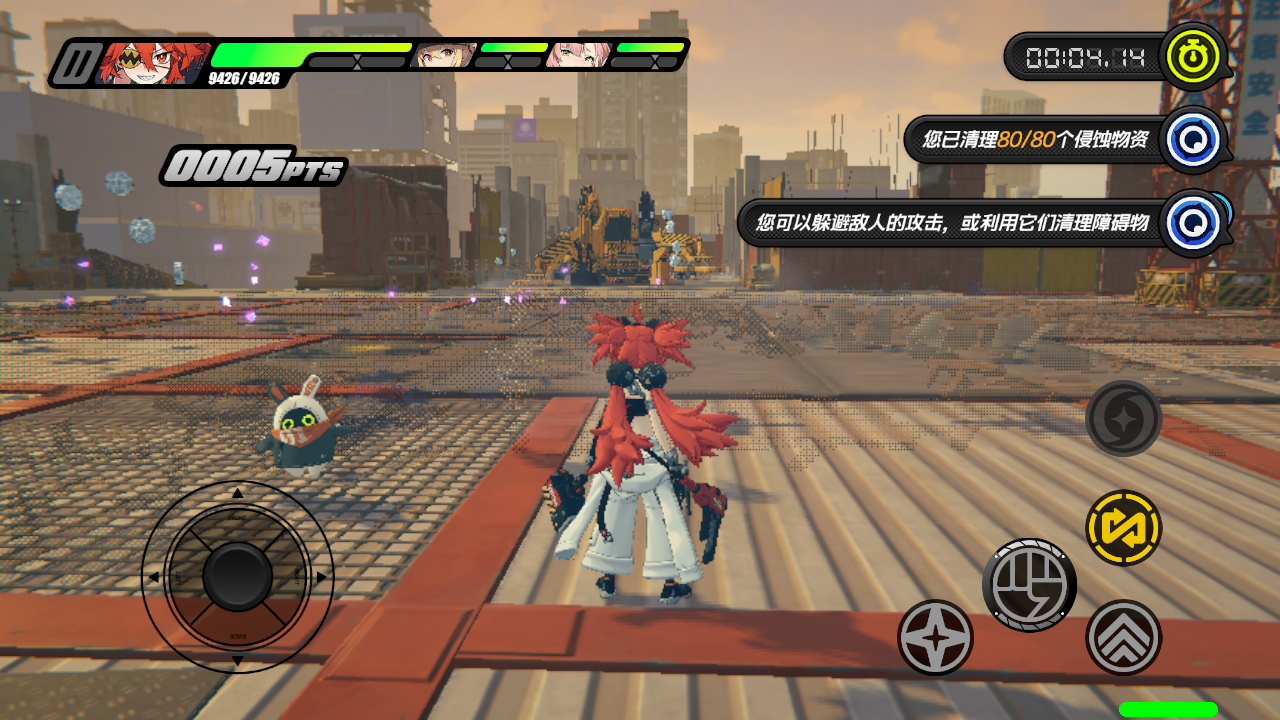 9426/9426
00:04.14
您已清理80/80个侵蚀物资
0005PTS
您可以躲避敌人的攻击，或利用它们清理障碍物
安
全